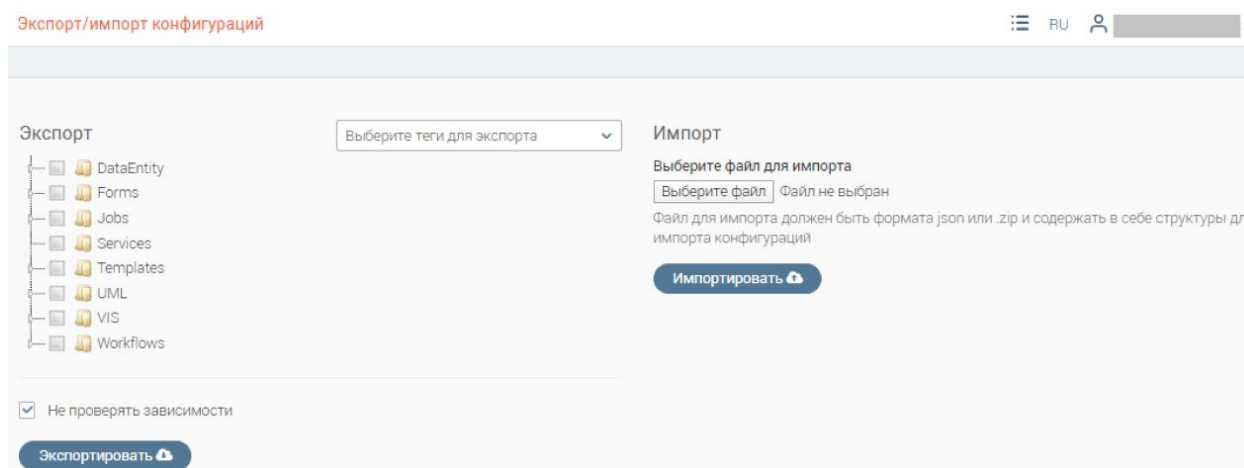 Экспорт/импорт конфигураций
RU
Экспорт
Выберите теги для экспорта
DataEntity
Forms
Jobs
Services
Templates
UML
VIS
Workflows
Не проверять зависимости
Экспортировать
Импорт
Выберите файл для импорта
Выберите файл Файл не выбран
Файл для импорта должен быть формата json или .zip и содержать в себе структуры
импорта конфигураций
Импортировать